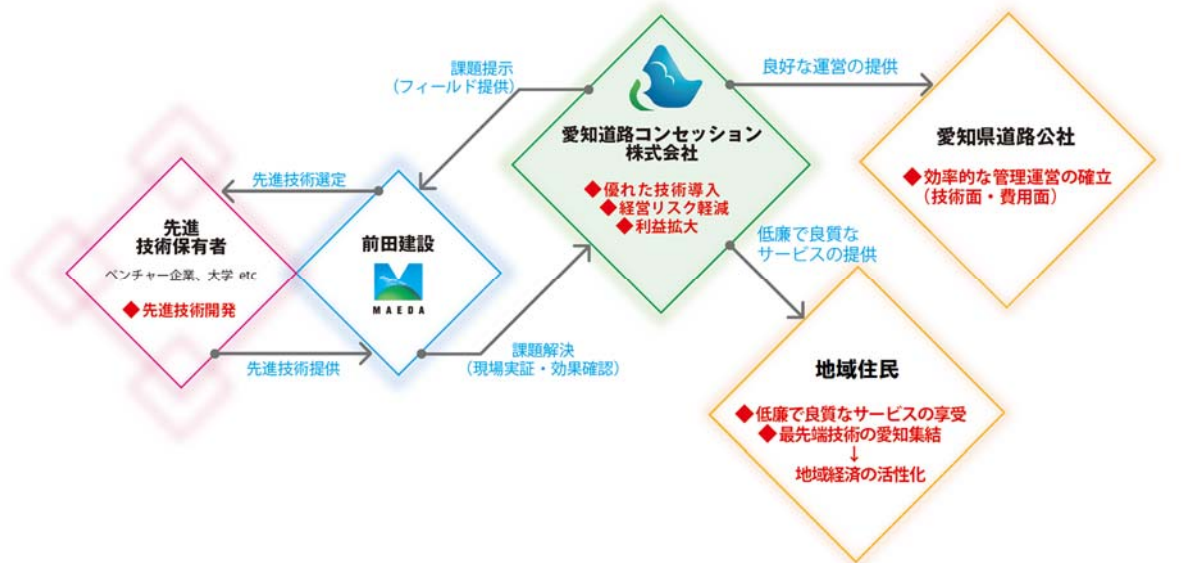 課題提示
（フィールド提供）
愛知道路コンセッション
株式会社
◆優れた技術導入
◆経営リスク軽減
◆利益拡大
良好な運営の提供
愛知県道路公社
◆効率的な管理運営の確立
（技術面・費用面）
先進技術選定
先進
技術保有者
ベンチャー企業、大学 etc
◆先進技術開発
前田建設
MAEDA
先進技術提供
課題解決
（現場実証・効果確認）
低廉で良質な
サービスの提供
地域住民
◆低廉で良質なサービスの享受
◆最先端技術の愛知集結
↓
地域経済の活性化